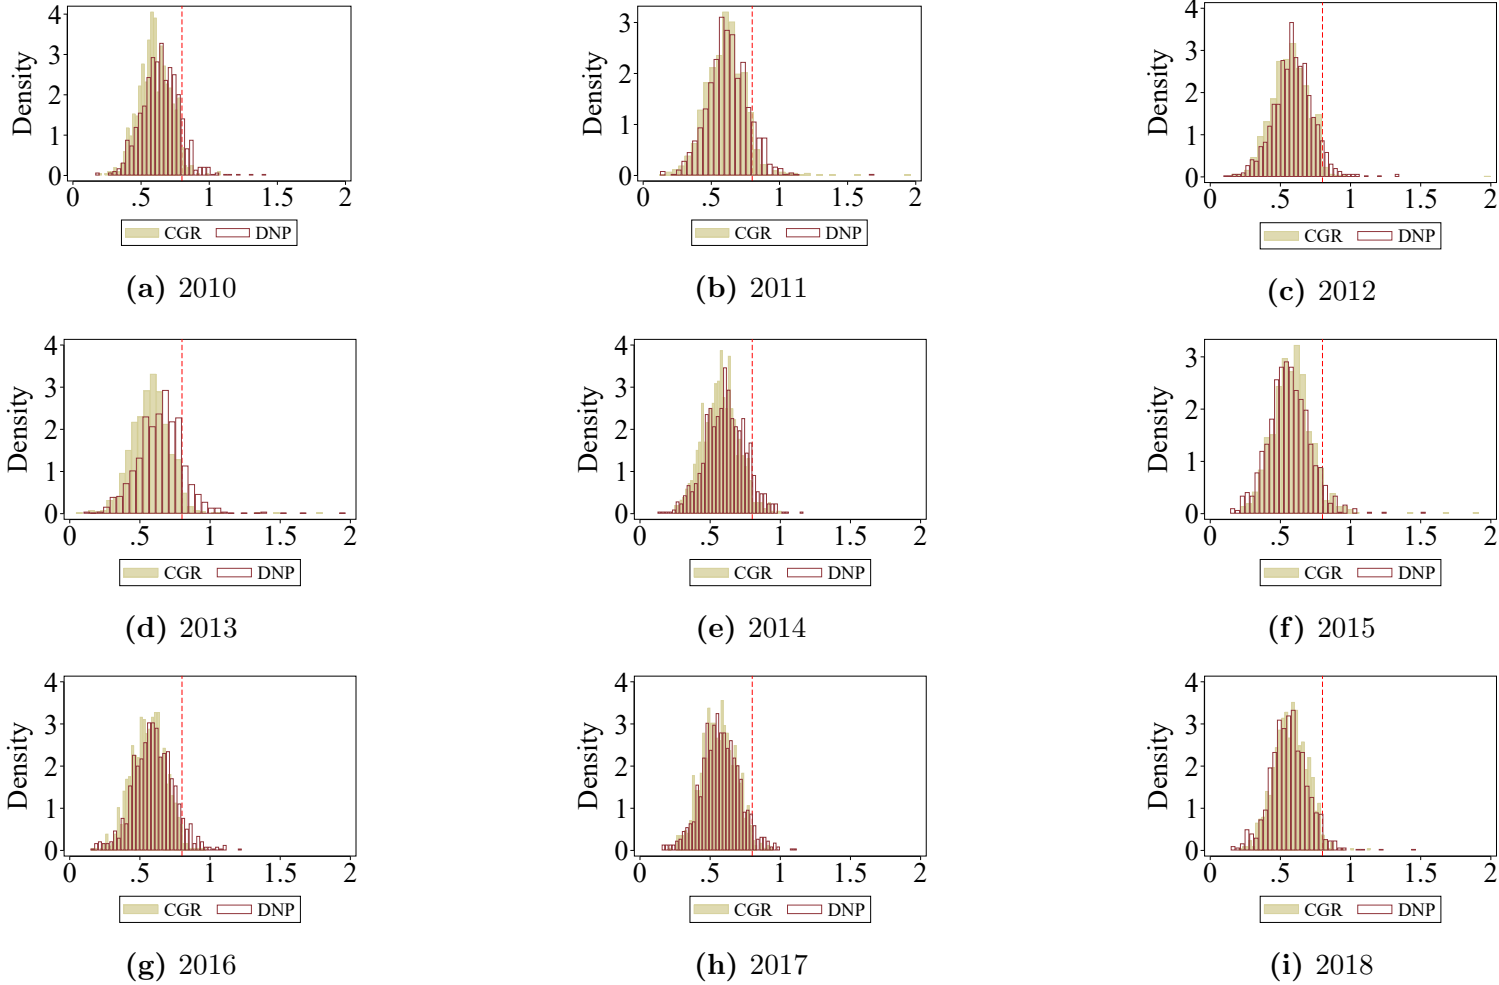 Density
4
3
2
1
0
0 .5 1 1.5 2
CGR DNP
(a) 2010
Density
3
2
1
0
0 .5 1 1.5 2
CGR DNP
(b) 2011
Density
4
3
2
1
0
0 .5 1 1.5 2
CGR DNP
(c) 2012
Density
4
3
2
1
0
0 .5 1 1.5 2
CGR DNP
(d) 2013
Density
4
3
2
1
0
0 .5 1 1.5 2
CGR DNP
(e) 2014
Density
3
2
1
0
0 .5 1 1.5 2
CGR DNP
(f) 2015
Density
4
3
2
1
0
0 .5 1 1.5 2
CGR DNP
(g) 2016
Density
4
3
2
1
0
0 .5 1 1.5 2
CGR DNP
(h) 2017
Density
4
3
2
1
0
0 .5 1 1.5 2
CGR DNP
(i) 2018